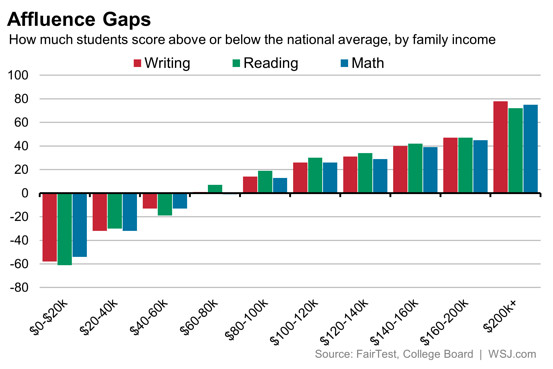 Affluence Gaps
How much students score above or below the national average, by family income
Writing Reading Math
100
80
60
40
20
0
-20
-40
-60
-80
$0-$20k $20-40k $40-60k $60-80k $80-100k $100-120k $120-140k $140-160k $160-200k $200k+
Source: FairTest, College Board | WSJ.com